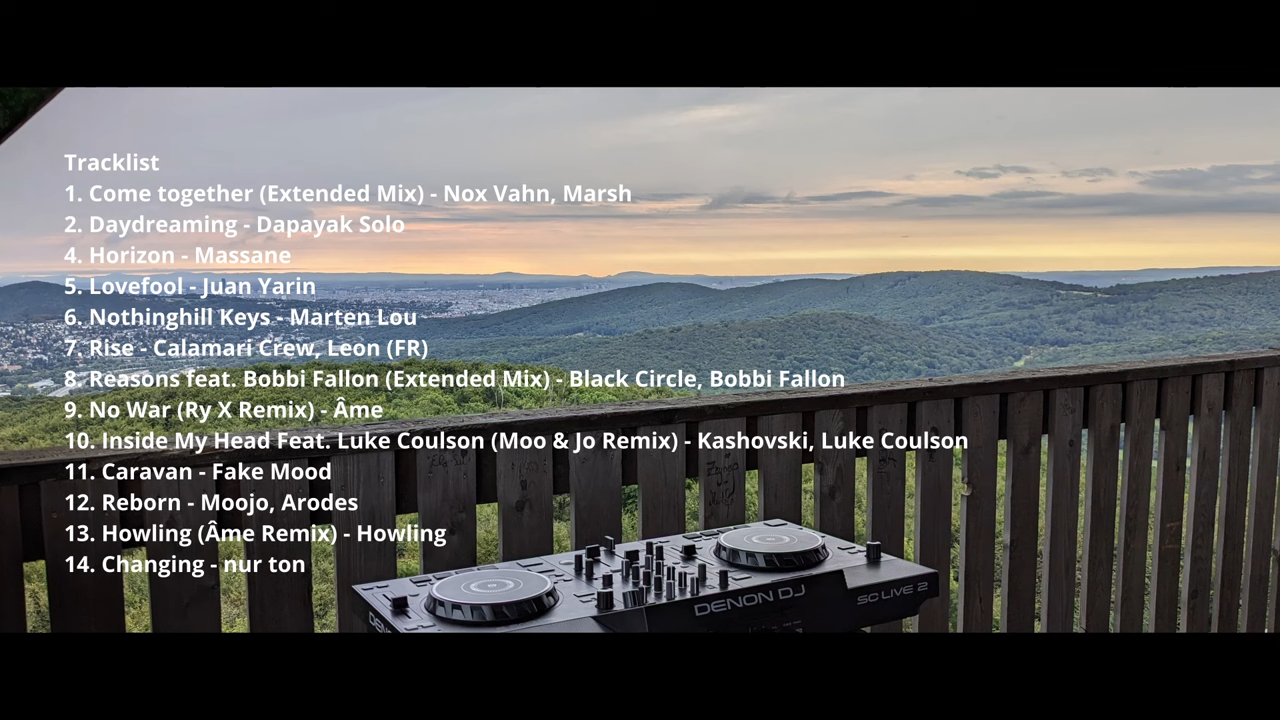 Tracklist
1. Come together (Extended Mix) - Nox Vahn, Marsh
2. Daydreaming - Dapayak Solo
4. Horizon - Massane
5. Lovefool - Juan Yarin
6. Nothinghill Keys - Marten Lou
7. Rise - Calamari Crew, Leon (FR)
8. Reasons feat. Bobbi Fallon (Extended Mix) - Black Circle, Bobbi Fallon
9. No War (Ry X Remix) - Âme
10. Inside My Head Feat. Luke Coulson (Moo & Jo Remix) - Kashovski, Luke Coulson
11. Caravan - Fake Mood
12. Reborn - Moojo, Arodes
13. Howling (Âme Remix) - Howling
14. Changing - nur ton
DENON DJ
SC LIVE 2